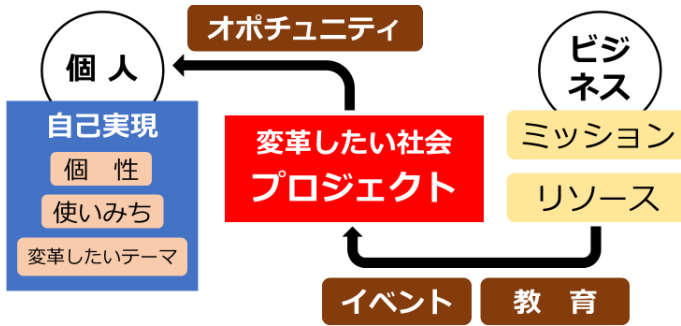 オポチュニティ
個 人
自己実現
個 性
使いみち
変革したいテーマ
変革したい社会
プロジェクト
ビジ
ネス
ミッション
リソース
イベント
教 育